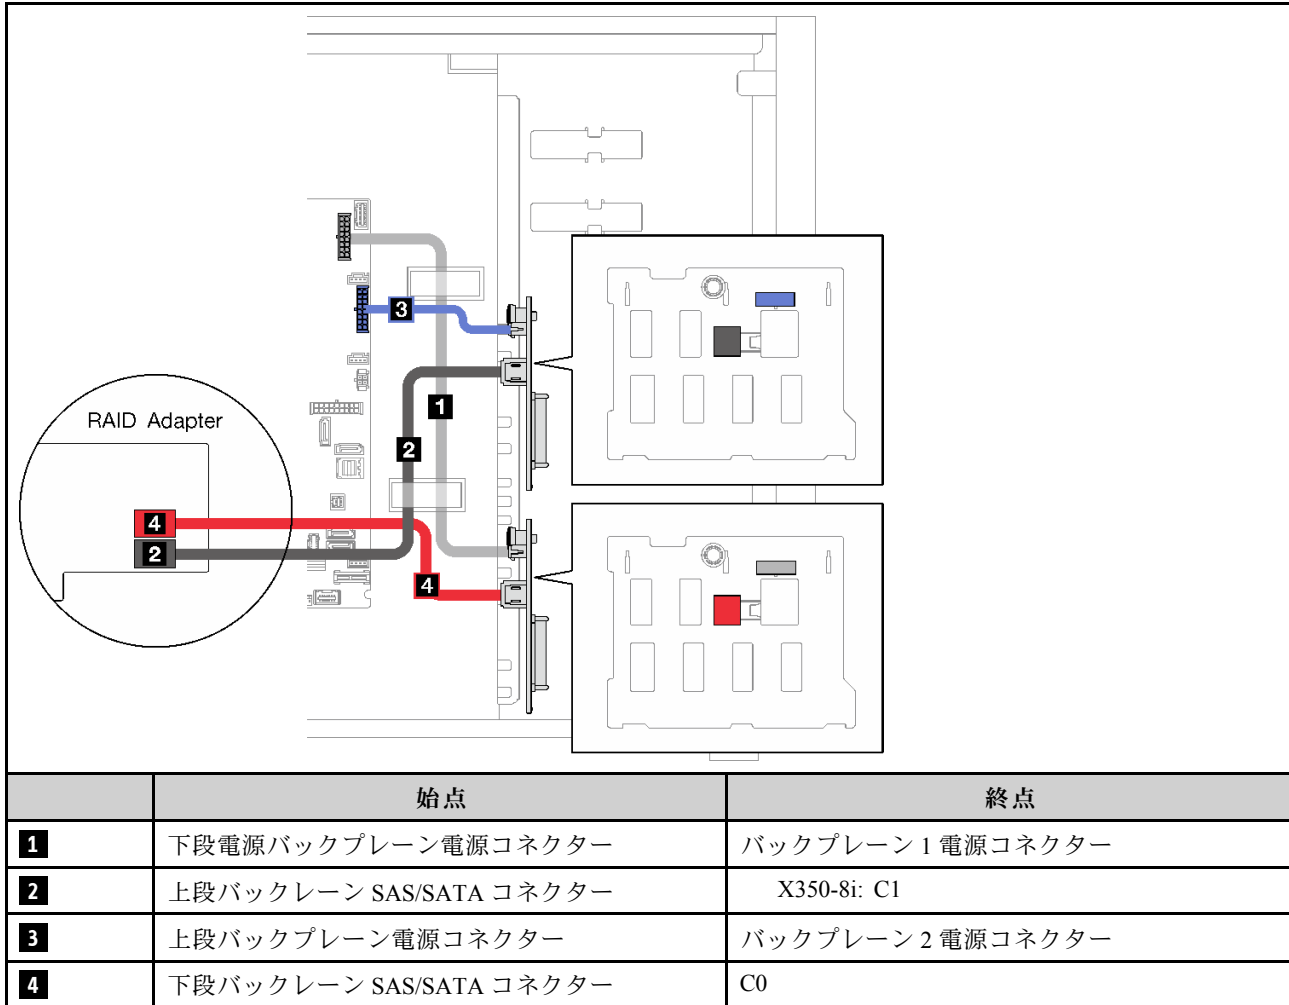 3
1
RAID Adapter
2
4
2
4
始点 終点
1 下段電源バックプレーン電源コネクター バックプレーン 1 電源コネクター
2 上段バックレーン SAS/SATA コネクター X350-8i: C1
3 上段バックプレーン電源コネクター バックプレーン 2 電源コネクター
4 下段バックレーン SAS/SATA コネクター C0